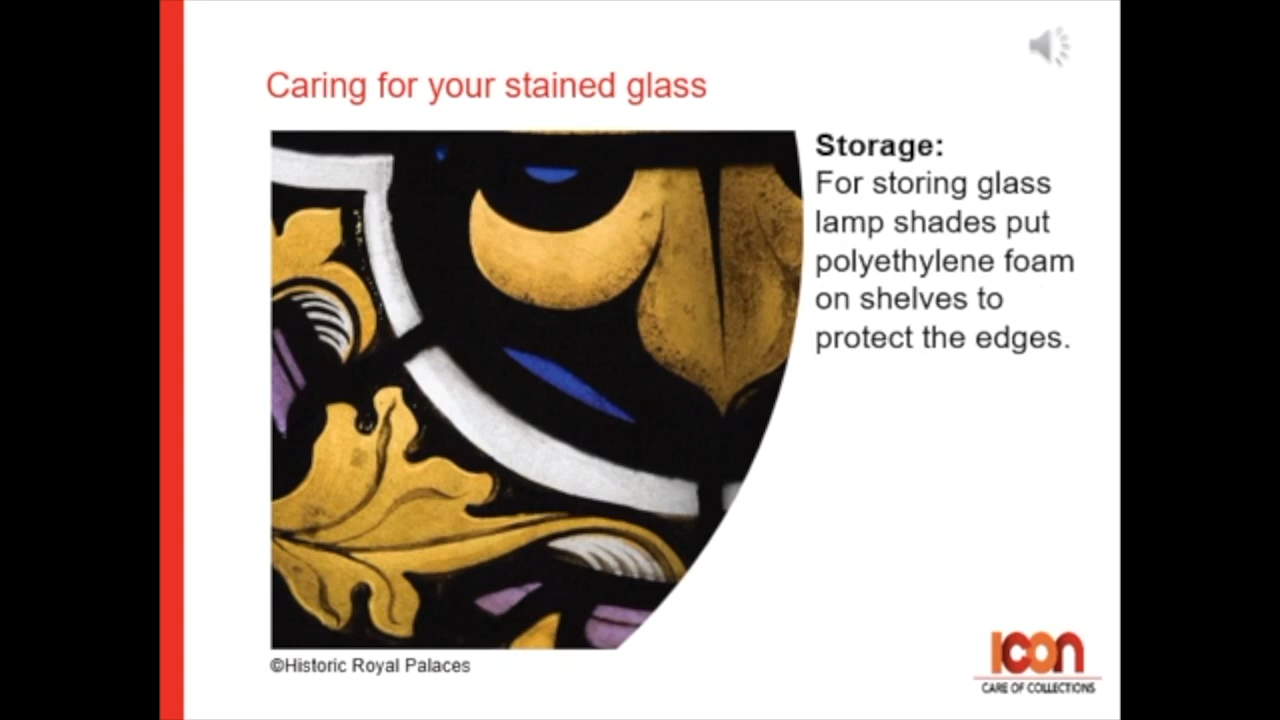 Caring for your stained glass
Storage:
For storing glass
lamp shades put
polyethylene foam
on shelves to
protect the edges.
©Historic Royal Palaces
ICON
CARE OF COLLECTIONS